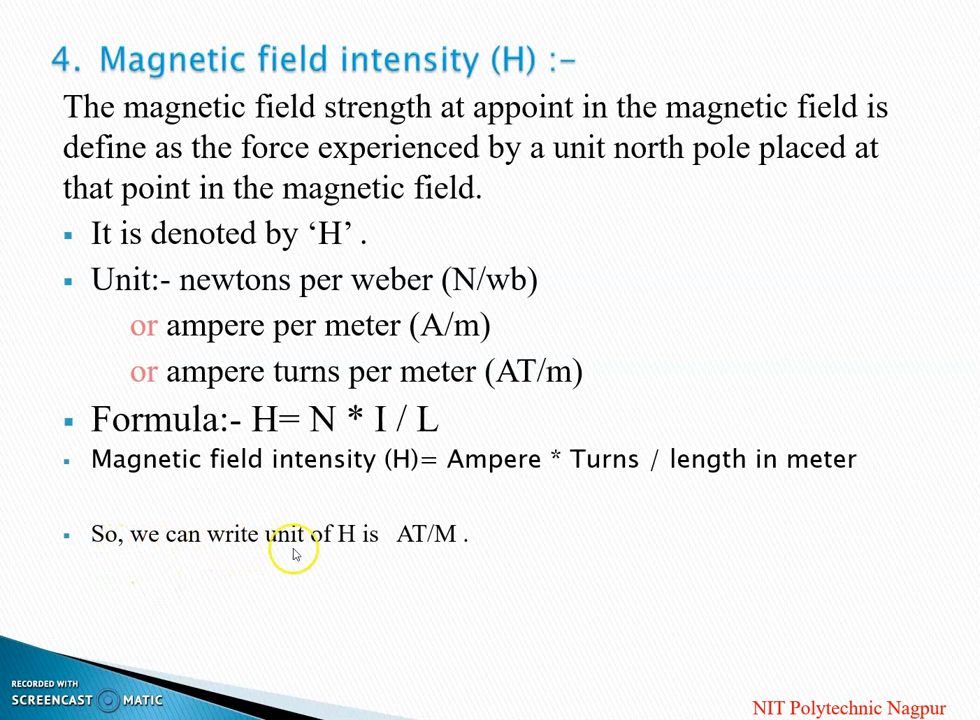 4. Magnetic field intensity (H) :-
The magnetic field strength at appoint in the magnetic field is
define as the force experienced by a unit north pole placed at
that point in the magnetic field.
▪ It is denoted by ‘H’ .
▪ Unit:- newtons per weber (N/wb)
or ampere per meter (A/m)
or ampere turns per meter (AT/m)
▪ Formula:- H= N * I / L
▪ Magnetic field intensity (H)= Ampere * Turns / length in meter
▪ So, we can write unit of H is AT/M .
RECORDED WITH
SCREENCAST MATIC
NIT Polytechnic Nagpur